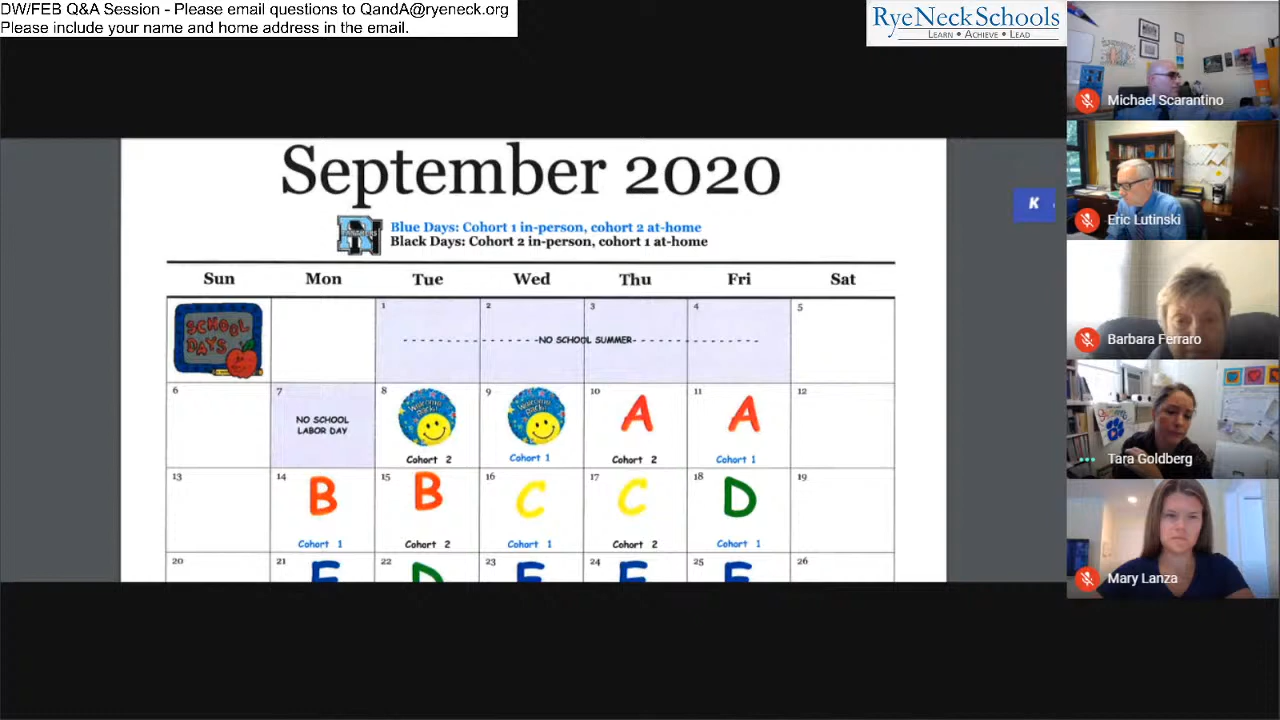 DW/FEB Q&A Session - Please email questions to QandA@ryeneck.org
Please include your name and home address in the email.
RyeNeckSchools
LEARN • ACHIEVE • LEAD
September 2020
Blue Days: Cohort 1 in-person, cohort 2 at-home
Black Days: Cohort 2 in-person, cohort 1 at-home
Sun Mon Tue Wed Thu Fri Sat
1 2 3 4 5
SCHOOL
DAYS
NO SCHOOL SUMMER
6 7 8 9 10 11 12
NO SCHOOL
LABOR DAY
Welcome Back! Welcome Back! A A
Cohort 2 Cohort 1 Cohort 2 Cohort 1
13 14 15 16 17 18 19
B B C C D
Cohort 1 Cohort 2 Cohort 1 Cohort 2 Cohort 1
20 21 22 23 24 25 26
K
Michael Scarantino
Eric Lutinski
Barbara Ferraro
Tara Goldberg
Mary Lanza